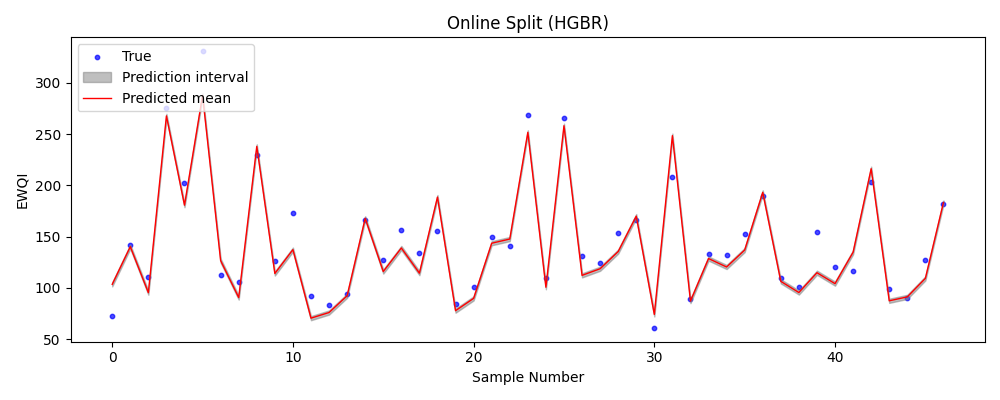 Online Split (HGBR)
True
Prediction interval
Predicted mean
EWQI
300
250
200
150
100
50
0 10 20 30 40
Sample Number